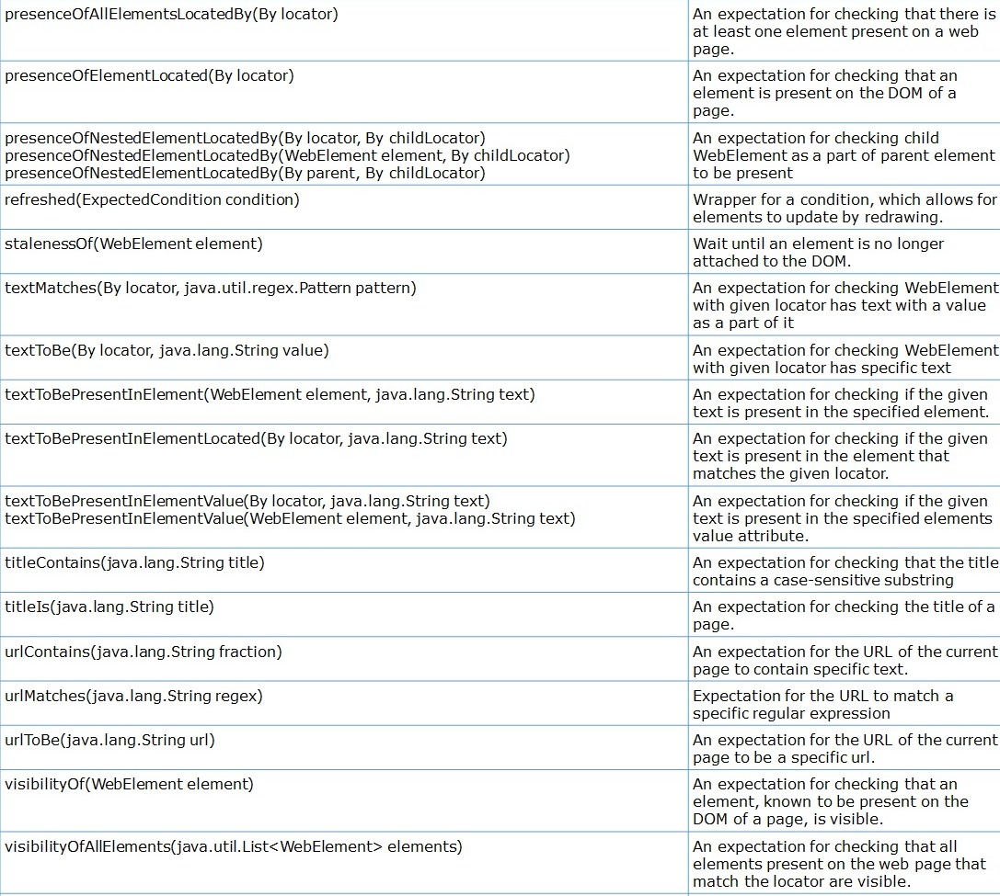 presenceOfAllElementsLocatedBy(By locator)
An expectation for checking that there is
at least one element present on a web
page.
presenceOfElementLocated(By locator)
An expectation for checking that an
element is present on the DOM of a
page.
presenceOfNestedElementLocatedBy(By locator, By childLocator)
presenceOfNestedElementLocatedBy(WebElement element, By childLocator)
presenceOfNestedElementLocatedBy(By parent, By childLocator)
An expectation for checking child
WebElement as a part of parent element
to be present
refreshed(ExpectedCondition condition)
Wrapper for a condition, which allows for
elements to update by redrawing.
stalenessOf(WebElement element)
Wait until an element is no longer
attached to the DOM.
textMatches(By locator, java.util.regex.Pattern pattern)
An expectation for checking WebElement
with given locator has text with a value
as a part of it
textToBe(By locator, java.lang.String value)
An expectation for checking WebElement
with given locator has specific text
textToBePresentInElement(WebElement element, java.lang.String text)
An expectation for checking if the given
text is present in the specified element.
textToBePresentInElementLocated(By locator, java.lang.String text)
An expectation for checking if the given
text is present in the element that
matches the given locator.
textToBePresentInElementValue(By locator, java.lang.String text)
textToBePresentInElementValue(WebElement element, java.lang.String text)
An expectation for checking if the given
text is present in the specified elements
value attribute.
titleContains(java.lang.String title)
An expectation for checking that the title
contains a case-sensitive substring
titleIs(java.lang.String title)
An expectation for checking the title of a
page.
urlContains(java.lang.String fraction)
An expectation for the URL of the current
page to contain specific text.
urlMatches(java.lang.String regex)
Expectation for the URL to match a
specific regular expression
urlToBe(java.lang.String url)
An expectation for the URL of the current
page to be a specific url.
visibilityOf(WebElement element)
An expectation for checking that an
element, known to be present on the
DOM of a page, is visible.
visibilityOfAllElements(java.util.List<WebElement> elements)
An expectation for checking that all
elements present on the web page that
match the locator are visible.